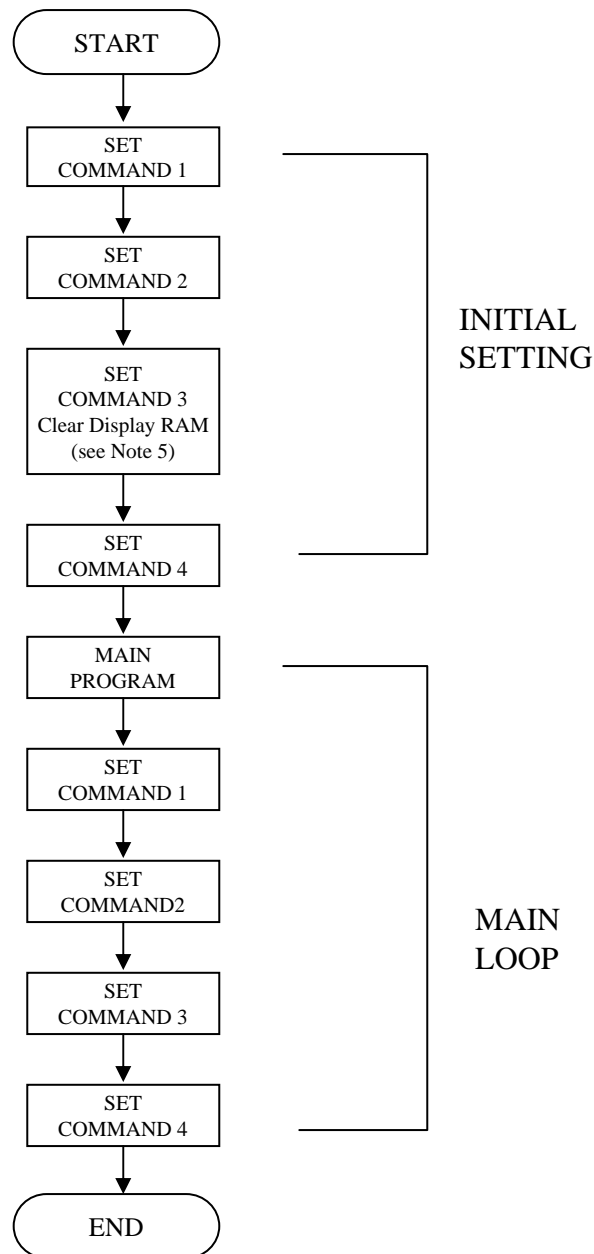 START
SET
COMMAND 1
SET
COMMAND 2
SET
COMMAND 3
Clear Display RAM
(see Note 5)
SET
COMMAND 4
INITIAL
SETTING
MAIN
PROGRAM
SET
COMMAND 1
SET
COMMAND2
SET
COMMAND 3
SET
COMMAND 4
MAIN
LOOP
END